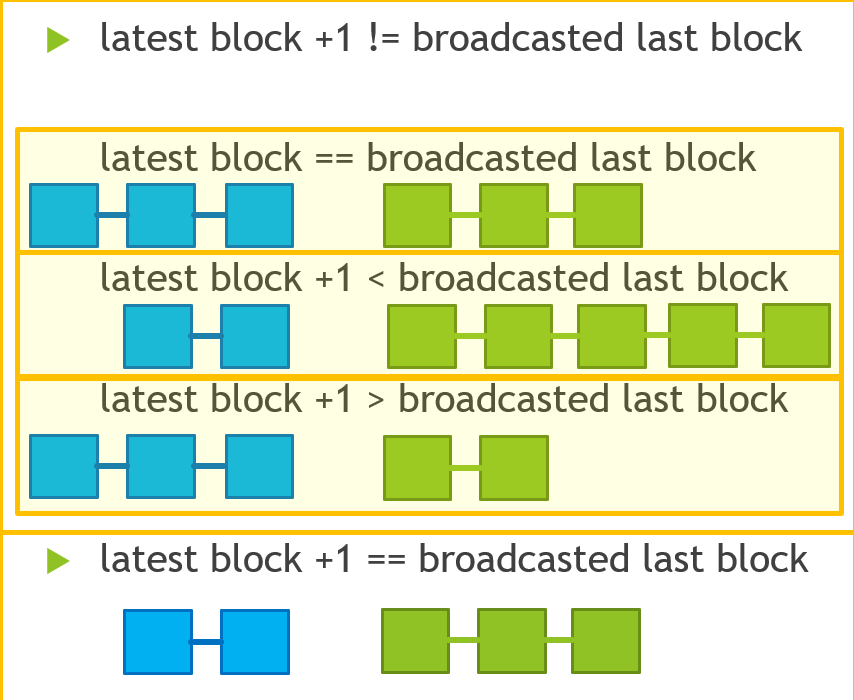 latest block +1 != broadcasted last block
latest block == broadcasted last block
latest block +1 < broadcasted last block
latest block +1 > broadcasted last block
latest block +1 == broadcasted last block